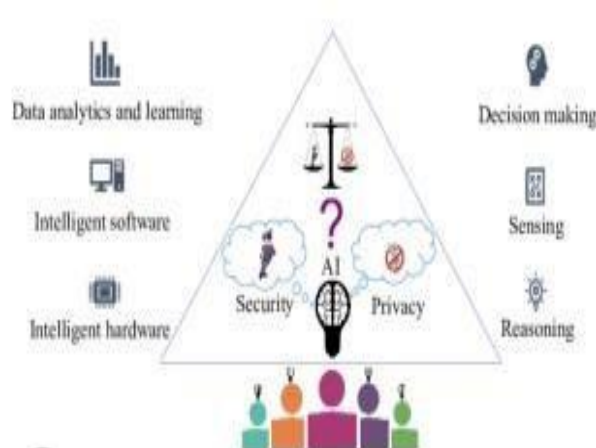 Data analytics and learning
Decision making
?
Intelligent software
Sensing
AI
Security
Privacy
Intelligent hardware
Reasoning